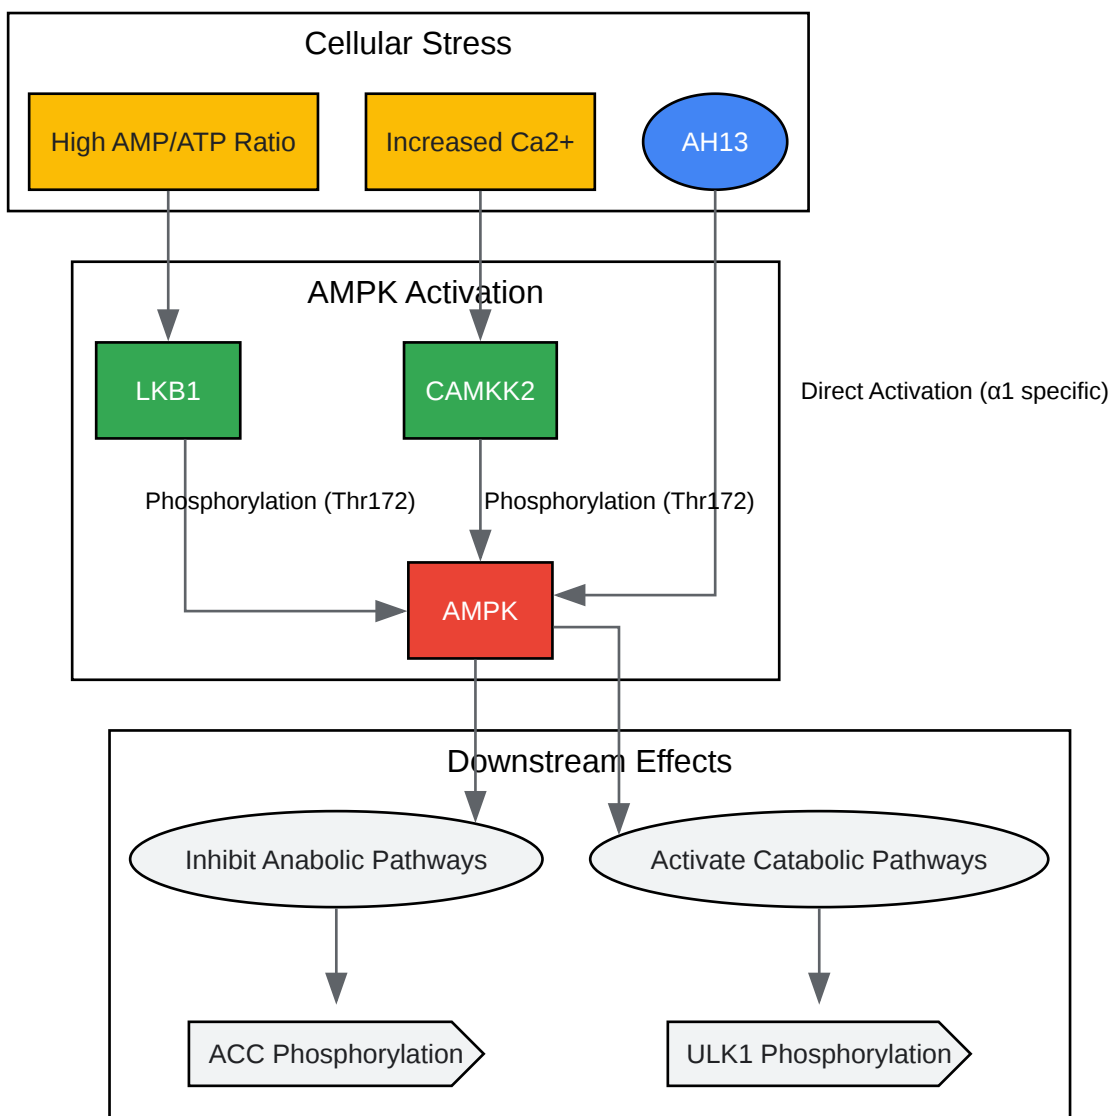 Cellular Stress
High AMP/ATP Ratio
Increased Ca2+
AH13
AMPK Activation
LKB1
CAMKK2
Direct Activation (α1 specific)
Phosphorylation (Thr172)
Phosphorylation (Thr172)
AMPK
Downstream Effects
Inhibit Anabolic Pathways
Activate Catabolic Pathways
ACC Phosphorylation
ULK1 Phosphorylation